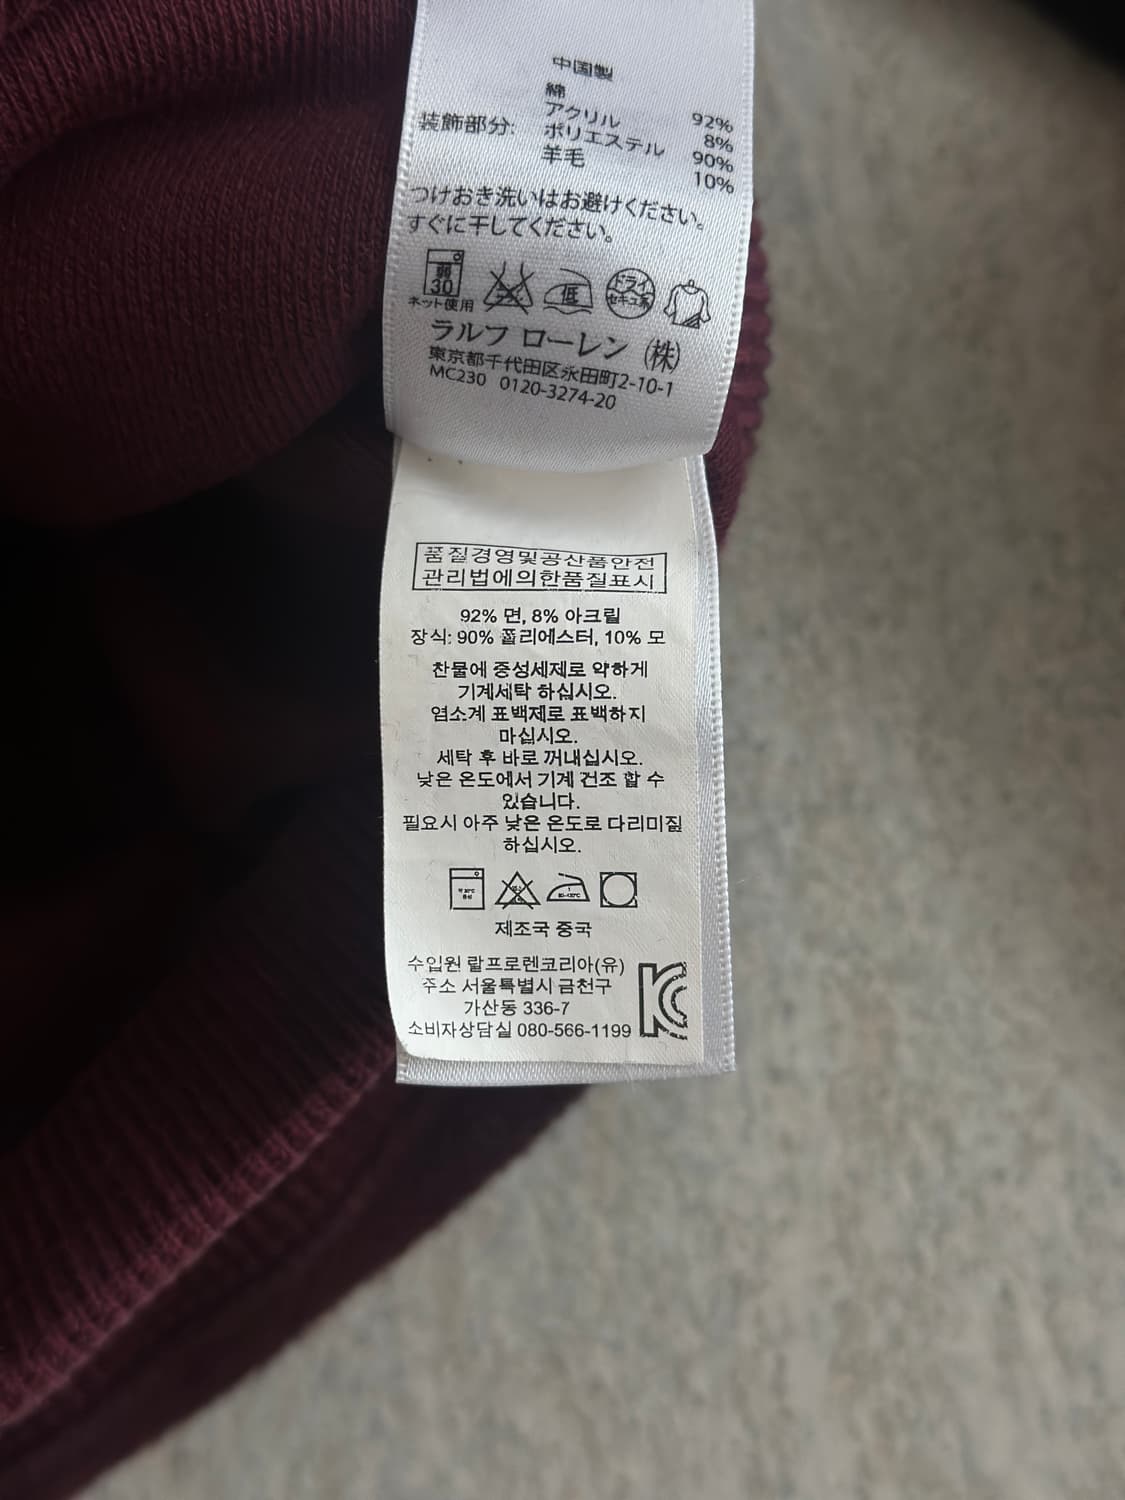 中国製
綿 92%
アクリル 8%
装飾部分: ポリエステル 90%
羊毛 10%
つけおき洗いはお避けください。
すぐに干してください。
弱
30
ネット使用
低
ドライ
セキユ系
ラルフ ローレン (株)
東京都千代田区永田町2-10-1
MC230 0120-3274-20
품질경영및공산품안전
관리법에의한품질표시
92% 면, 8% 아크릴
장식: 90% 폴리에스터, 10% 모
찬물에 중성세제로 약하게
기계세탁 하십시오.
염소계 표백제로 표백하지
마십시오.
세탁 후 바로 꺼내십시오.
낮은 온도에서 기계 건조 할 수
있습니다.
필요시 아주 낮은 온도로 다리미질
하십시오.
제조국 중국
수입원 랄프로렌코리아(유)
주소 서울특별시 금천구
가산동 336-7
소비자상담실 080-566-1199